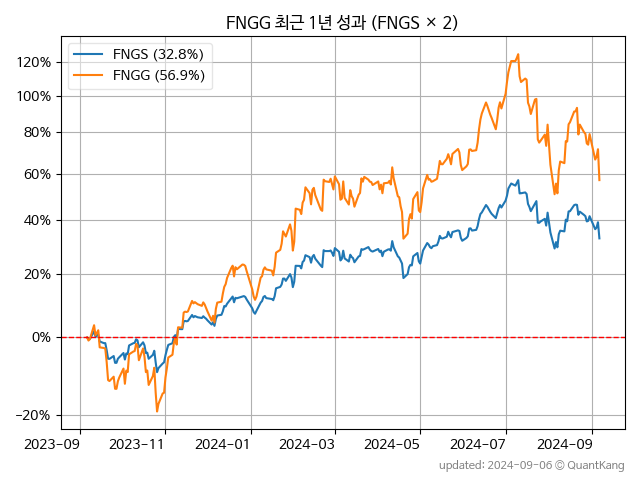 FNGG 최근 1년 성과 (FNGS × 2)
FNGS (32.8%)
FNGG (56.9%)
120%
100%
80%
60%
40%
20%
0%
−20%
2023−09 2023−11 2024−01 2024−03 2024−05 2024−07 2024−09
updated: 2024-09-06 © QuantKang